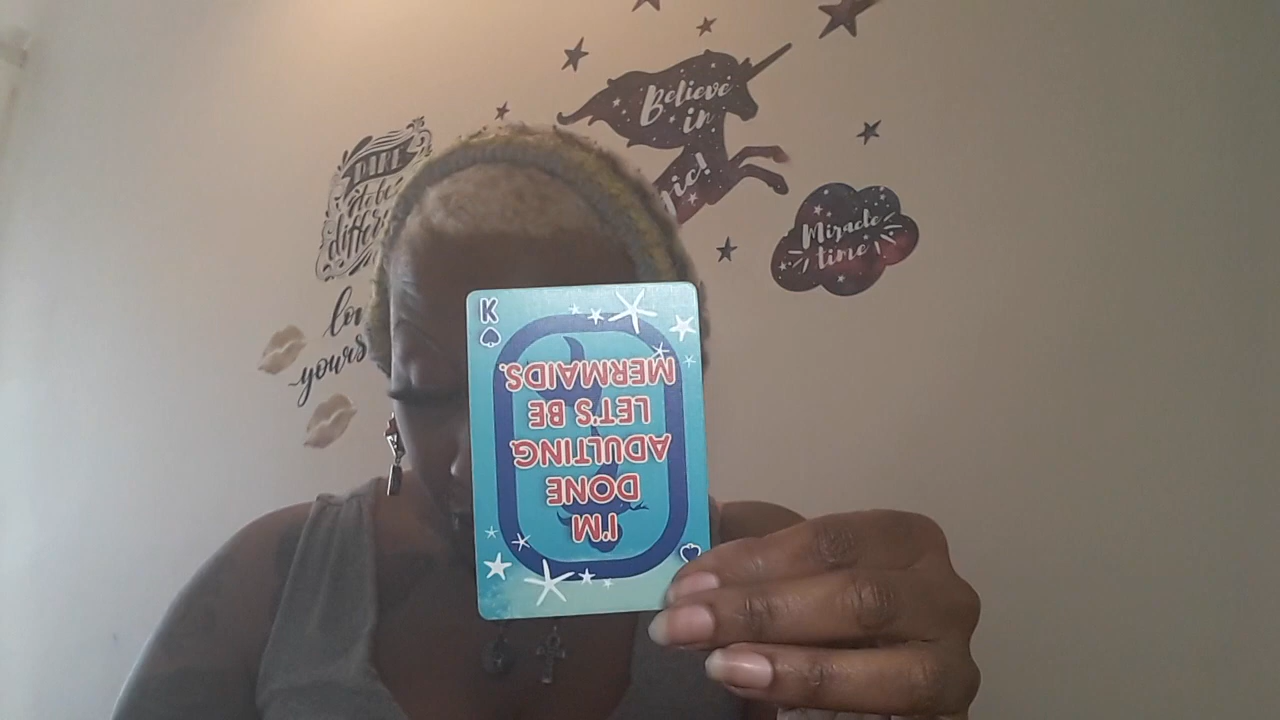 Believe
in
DARE
to be
Miracle
time
yours
K
I'M
DONE
ADULTING.
LET'S BE
MERMAIDS.